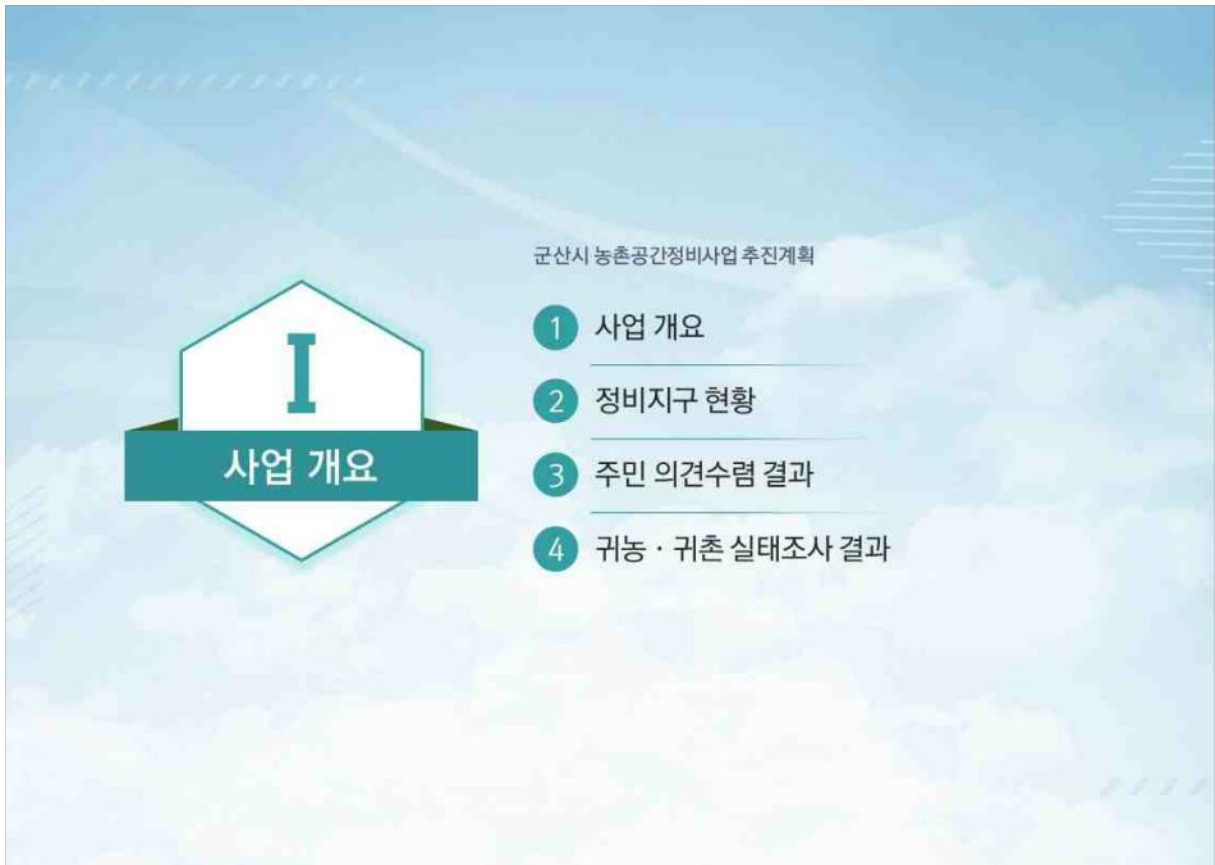 군산시 농촌공간정비사업 추진계획
I
사업 개요
1 사업 개요
2 정비지구 현황
3 주민 의견수렴 결과
4 귀농 · 귀촌 실태조사 결과